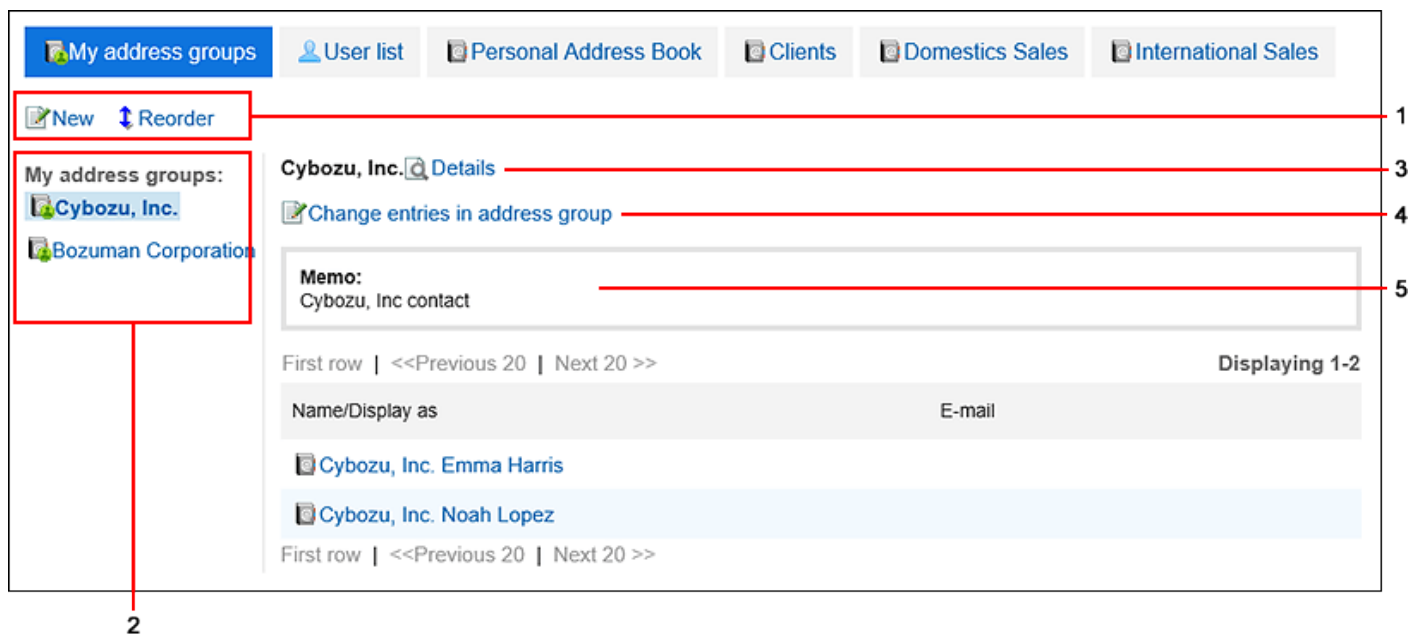 My address groups User list Personal Address Book Clients Domestics Sales International Sales
New Reorder
1
My address groups:
Cybozu, Inc.
Bozuman Corporation
2
Cybozu, Inc. Details
3
Change entries in address group
4
Memo:
Cybozu, Inc contact
5
First row | <<Previous 20 | Next 20 >> Displaying 1-2
Name/Display as E-mail
Cybozu, Inc. Emma Harris
Cybozu, Inc. Noah Lopez
First row | <<Previous 20 | Next 20 >>